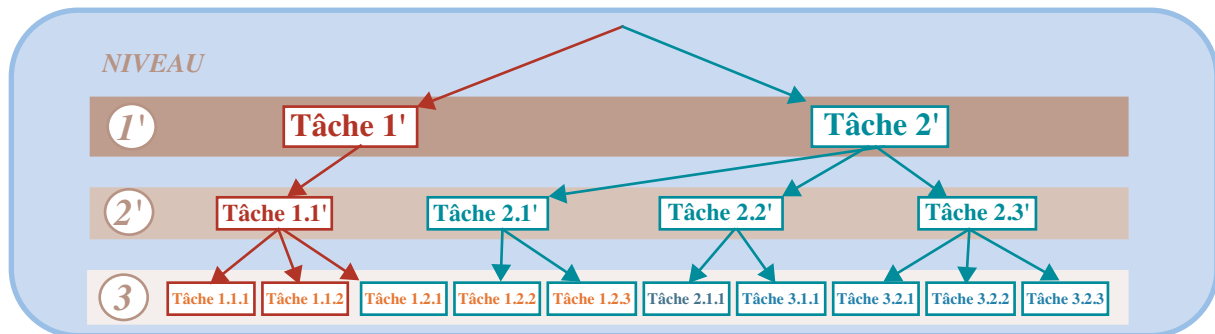 NIVEAU
1'
Tâche 1'
Tâche 2'
2'
Tâche 1.1'
Tâche 2.1'
Tâche 2.2'
Tâche 2.3'
3
Tâche 1.1.1
Tâche 1.1.2
Tâche 1.2.1
Tâche 1.2.2
Tâche 1.2.3
Tâche 2.1.1
Tâche 3.1.1
Tâche 3.2.1
Tâche 3.2.2
Tâche 3.2.3